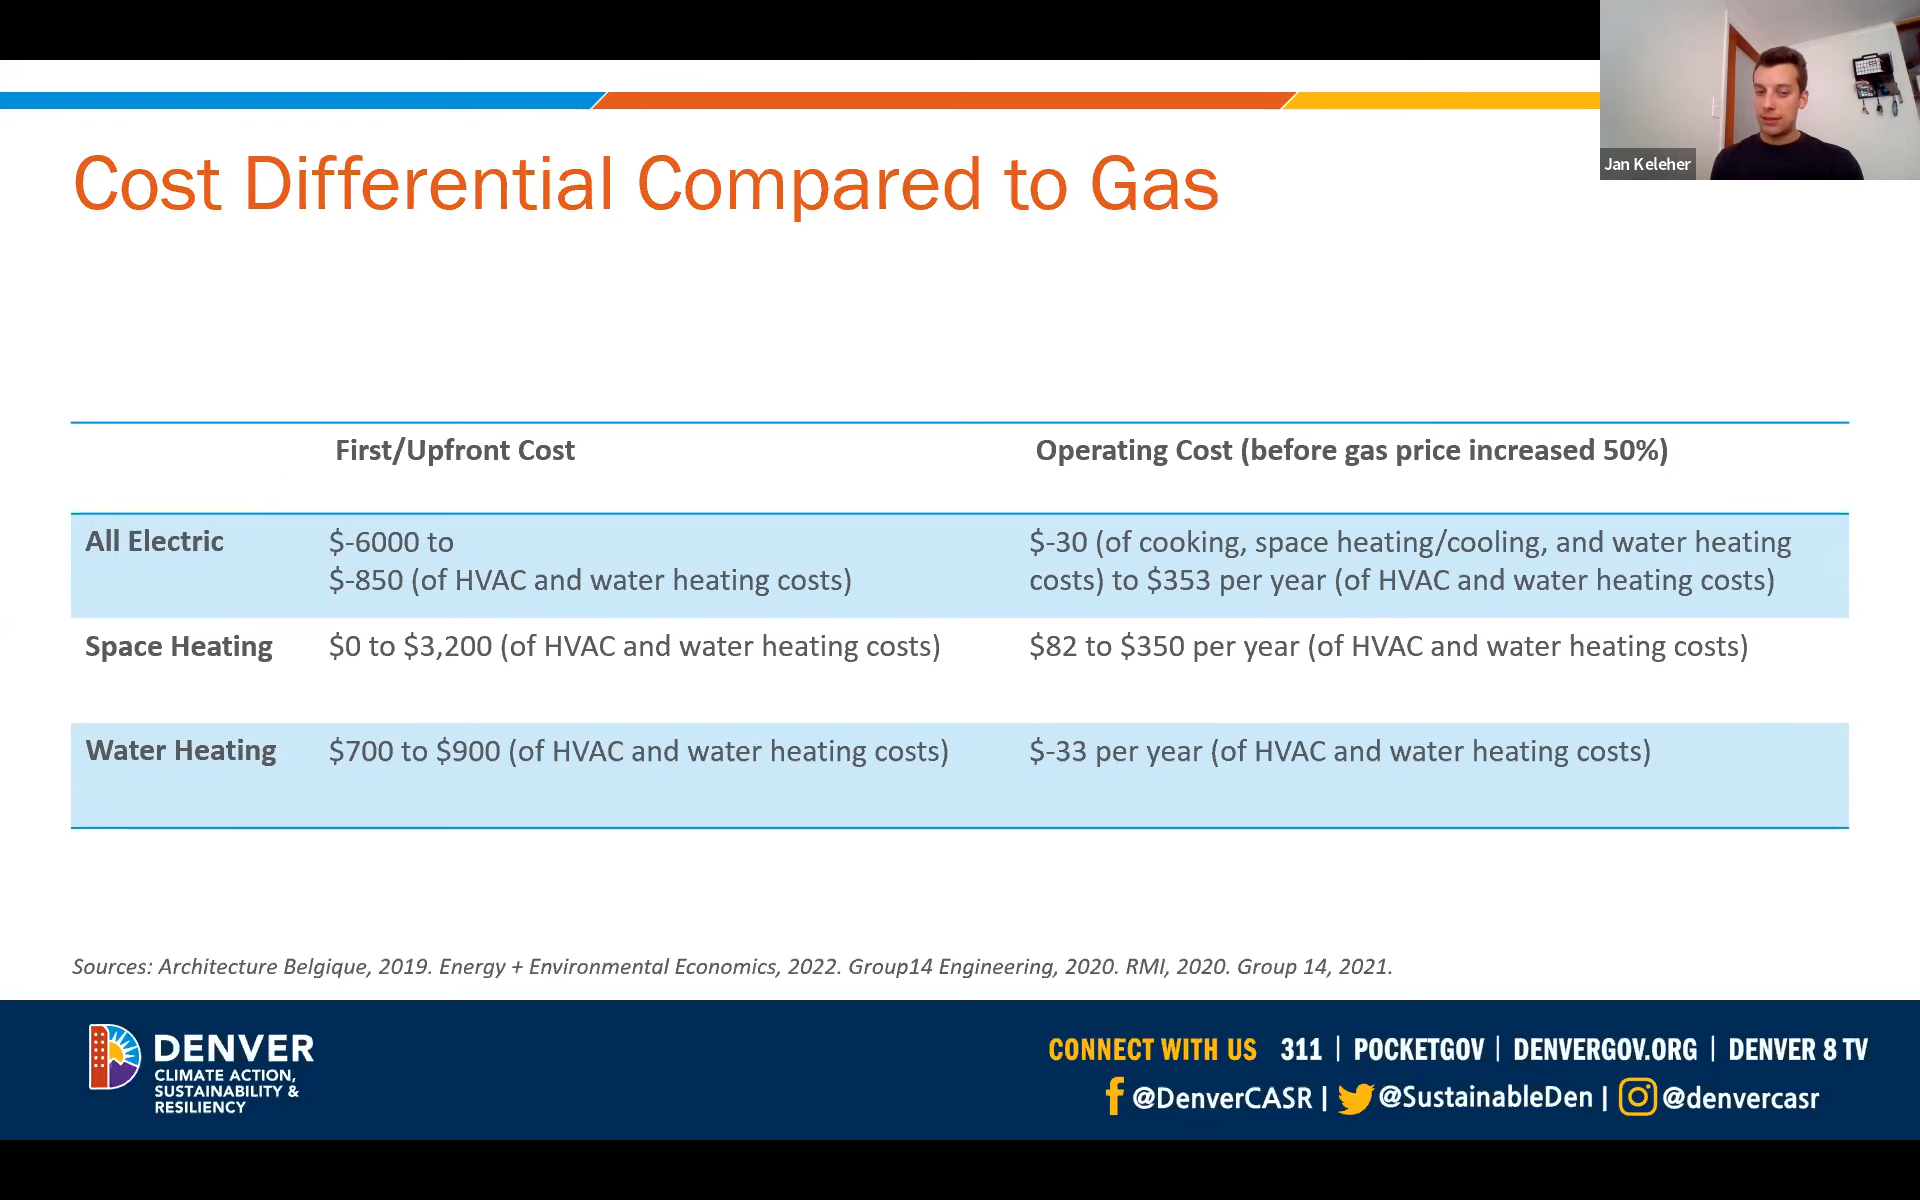 Jan Keleher
Cost Differential Compared to Gas
First/Upfront Cost
Operating Cost (before gas price increased 50%)
All Electric
$-6000 to
$-850 (of HVAC and water heating costs)
$-30 (of cooking, space heating/cooling, and water heating
costs) to $353 per year (of HVAC and water heating costs)
Space Heating
$0 to $3,200 (of HVAC and water heating costs)
$82 to $350 per year (of HVAC and water heating costs)
Water Heating
$700 to $900 (of HVAC and water heating costs)
$-33 per year (of HVAC and water heating costs)
Sources: Architecture Belgique, 2019. Energy + Environmental Economics, 2022. Group14 Engineering, 2020. RMI, 2020. Group 14, 2021.
DENVER
CLIMATE ACTION,
SUSTAINABILITY &
RESILIENCY
CONNECT WITH US 311 | POCKETGOV | DENVERGOV.ORG | DENVER 8 TV
@DenverCASR | @SustainableDen | @denvercasr